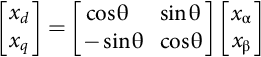 [x_d x_q] = [cosθ sinθ −sinθ cosθ] [x_α x_β]